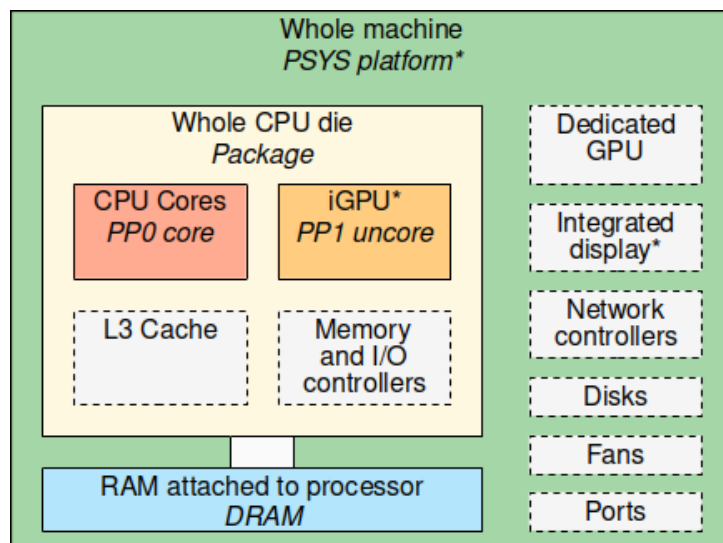 Whole machine
PSYS platform*
Whole CPU die
Package
CPU Cores
PP0 core
iGPU*
PP1 uncore
L3 Cache
Memory
and I/O
controllers
RAM attached to processor
DRAM
Dedicated
GPU
Integrated
display*
Network
controllers
Disks
Fans
Ports